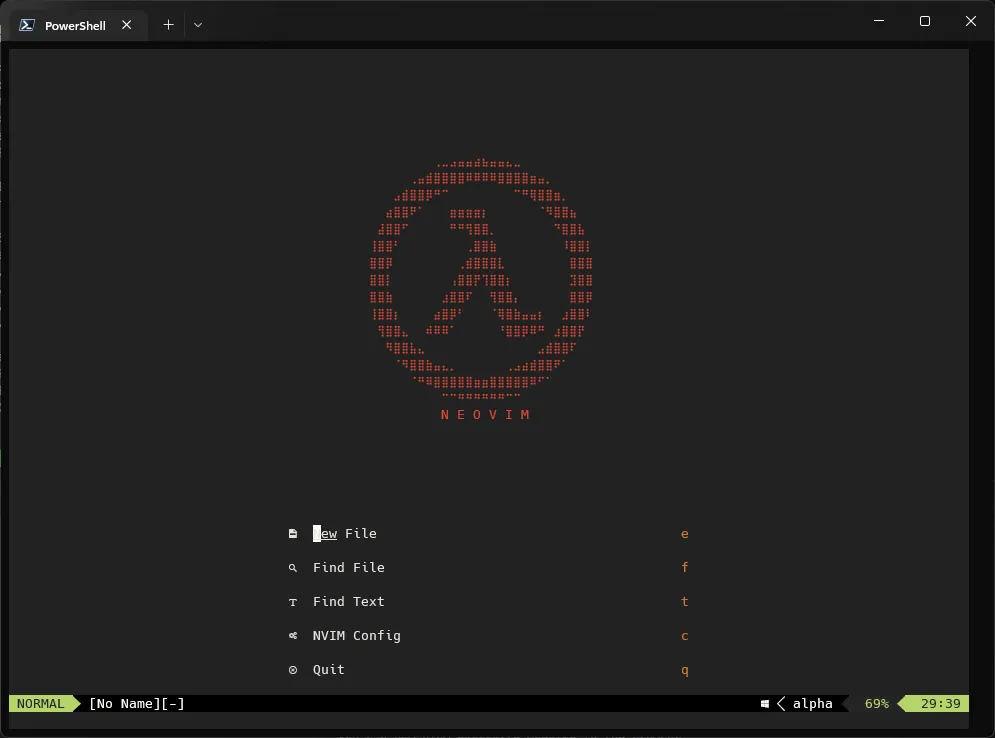 PowerShell
N E O V I M
New File e
Find File f
Find Text t
NVIM Config c
Quit q
NORMAL [No Name][-] alpha 69% 29:39